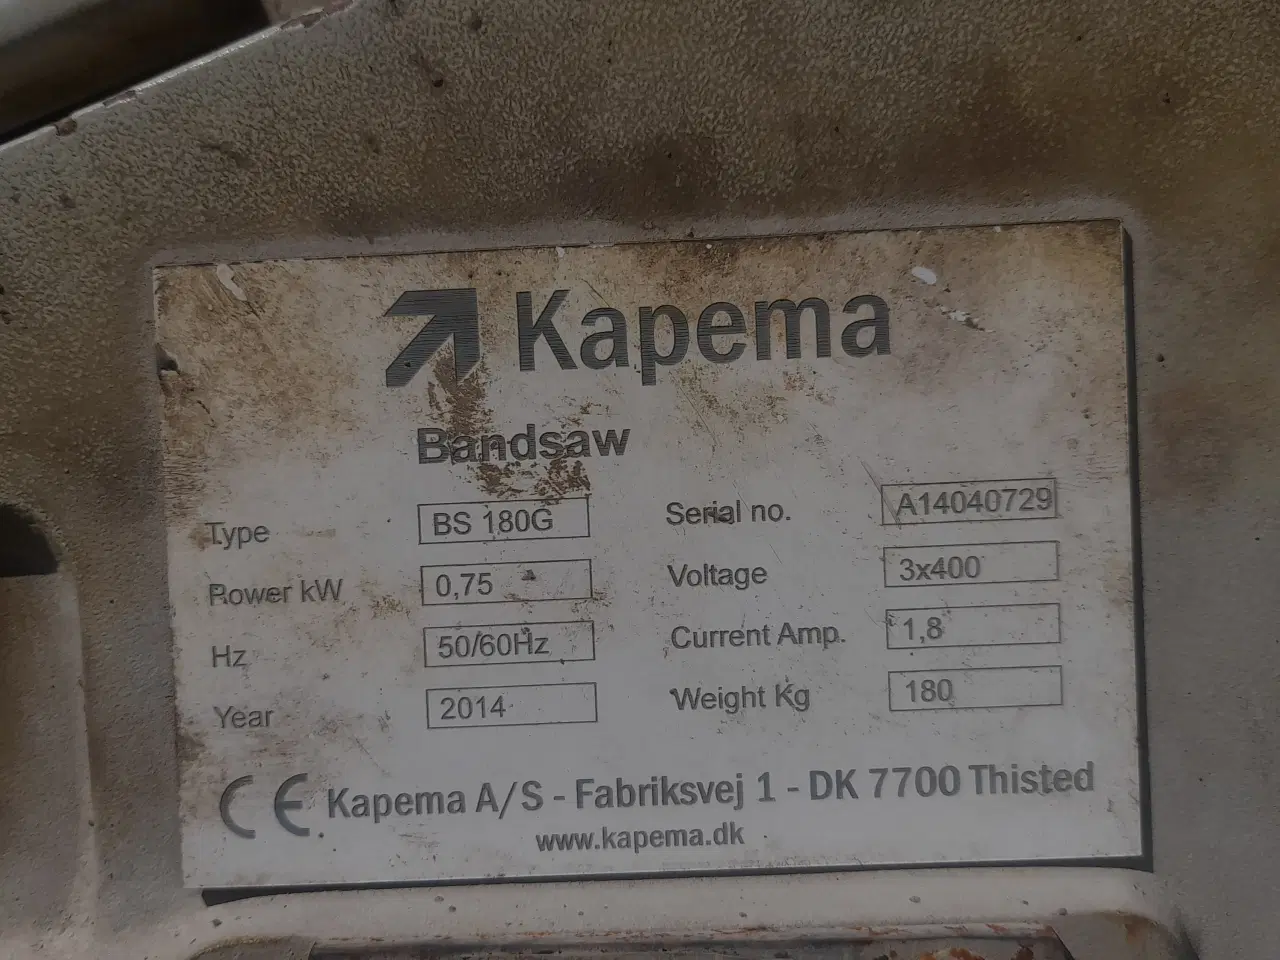 Kapema
Bandsaw
Type BS 180G Serial no. A14040729
Power kW 0,75 Voltage 3x400
Hz 50/60Hz Current Amp. 1,8
Year 2014 Weight Kg 180
CE Kapema A/S - Fabriksvej 1 - DK 7700 Thisted
www.kapema.dk